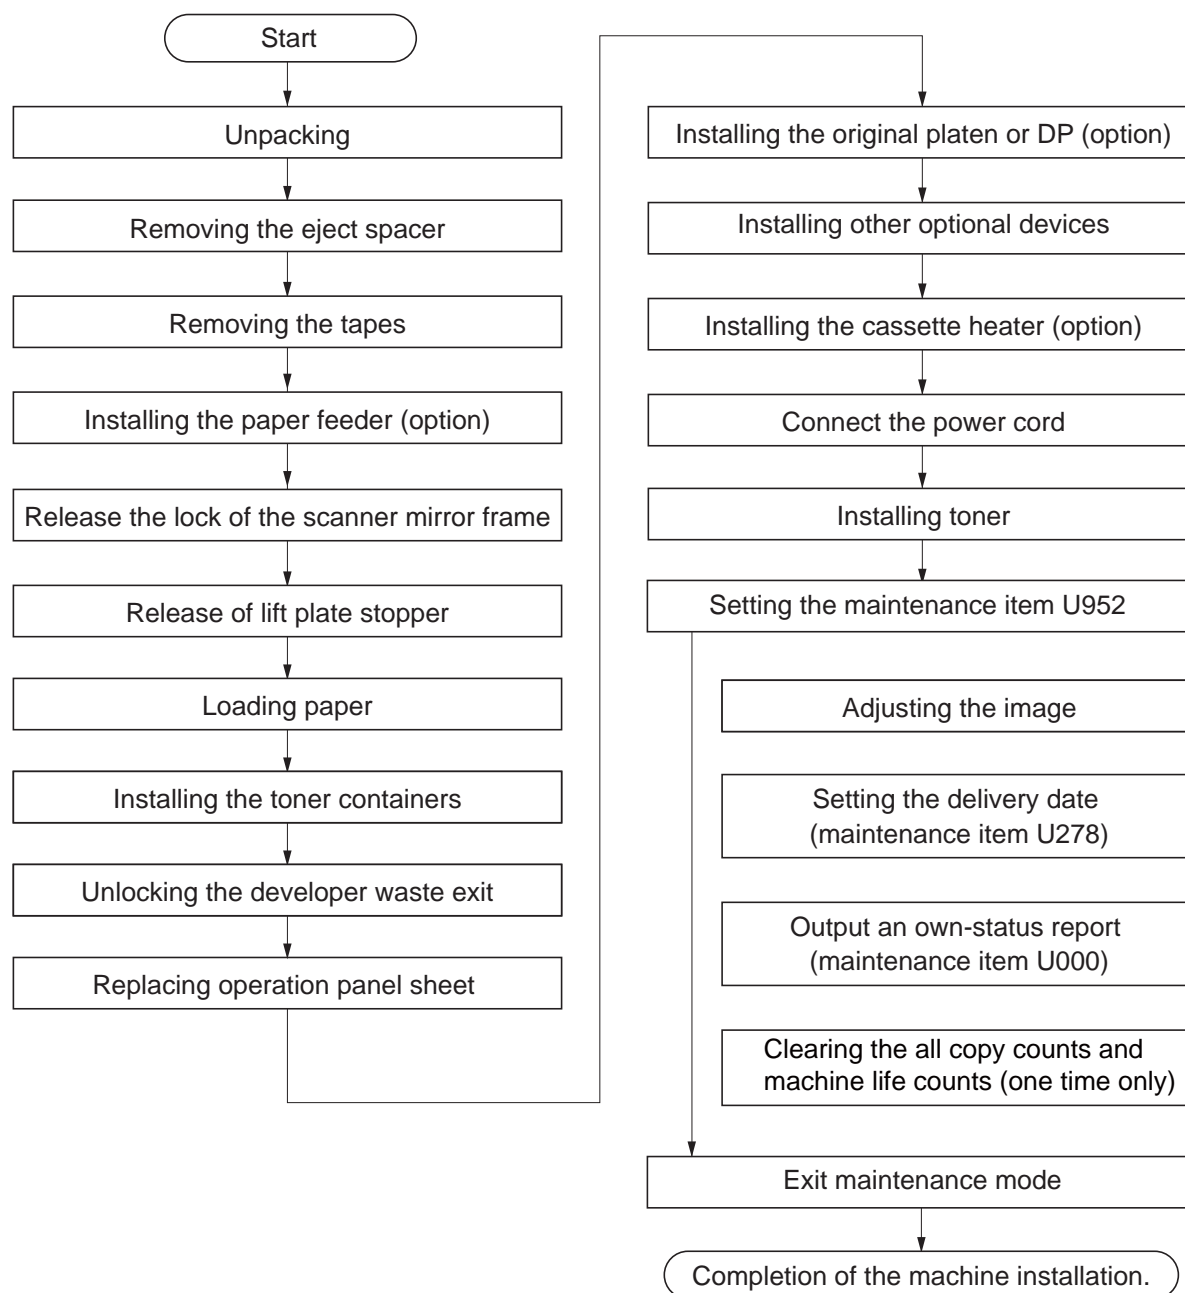 Start
Unpacking
Removing the eject spacer
Removing the tapes
Installing the paper feeder (option)
Release the lock of the scanner mirror frame
Release of lift plate stopper
Loading paper
Installing the toner containers
Unlocking the developer waste exit
Replacing operation panel sheet
Installing the original platen or DP (option)
Installing other optional devices
Installing the cassette heater (option)
Connect the power cord
Installing toner
Setting the maintenance item U952
Adjusting the image
Setting the delivery date
(maintenance item U278)
Output an own-status report
(maintenance item U000)
Clearing the all copy counts and
machine life counts (one time only)
Exit maintenance mode
Completion of the machine installation.